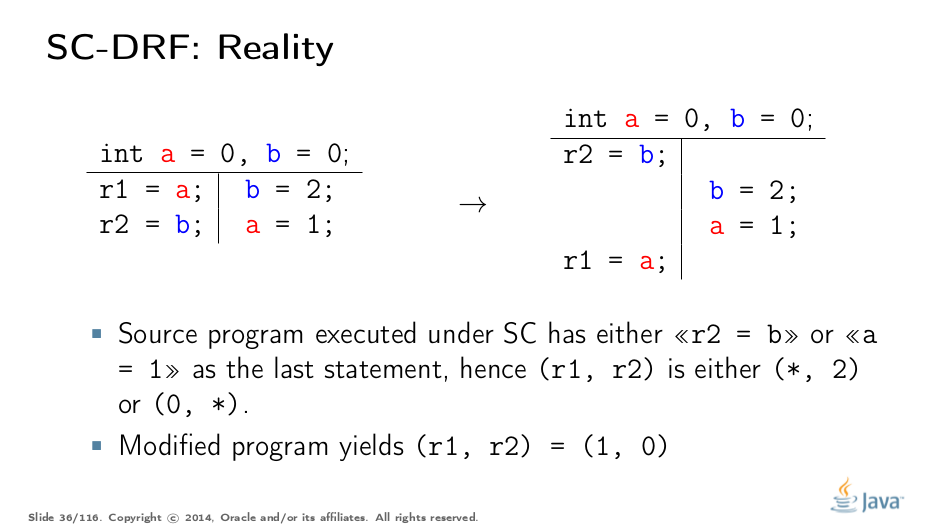 SC-DRF: Reality
int a = 0, b = 0;
r1 = a; b = 2;
r2 = b; a = 1;
→
int a = 0, b = 0;
r2 = b;
b = 2;
a = 1;
r1 = a;
Source program executed under SC has either «r2 = b» or «a
= 1» as the last statement, hence (r1, r2) is either (*, 2)
or (0, *).
Modified program yields (r1, r2) = (1, 0)
Slide 36/116. Copyright © 2014, Oracle and/or its affiliates. All rights reserved.
Java™